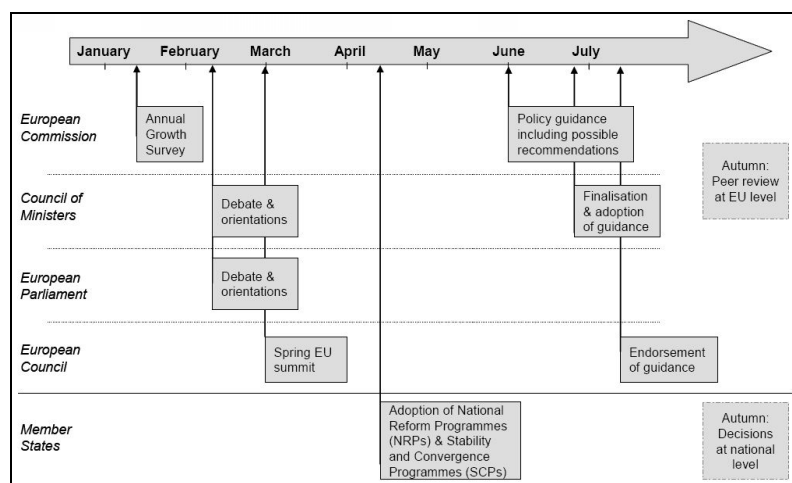 January February March April May June July
European
Commission
Annual
Growth
Survey
Policy guidance
including possible
recommendations
Autumn:
Peer review
at EU level
Council of
Ministers
Debate &
orientations
Finalisation
& adoption
of guidance
European
Parliament
Debate &
orientations
European
Council
Spring EU
summit
Endorsement
of guidance
Member
States
Adoption of National
Reform Programmes
(NRPs) & Stability
and Convergence
Programmes (SCPs)
Autumn:
Decisions
at national
level